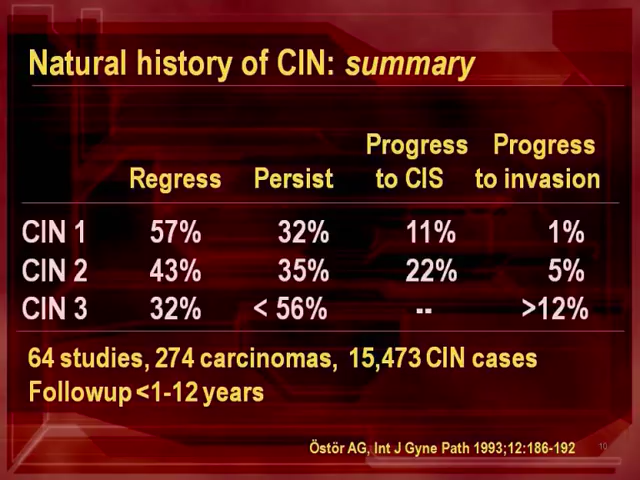 Natural history of CIN: summary
Progress Progress
Regress Persist to CIS to invasion
CIN 1 57% 32% 11% 1%
CIN 2 43% 35% 22% 5%
CIN 3 32% < 56% -- >12%
64 studies, 274 carcinomas, 15,473 CIN cases
Followup <1-12 years
Östör AG, Int J Gyne Path 1993;12:186-192
10